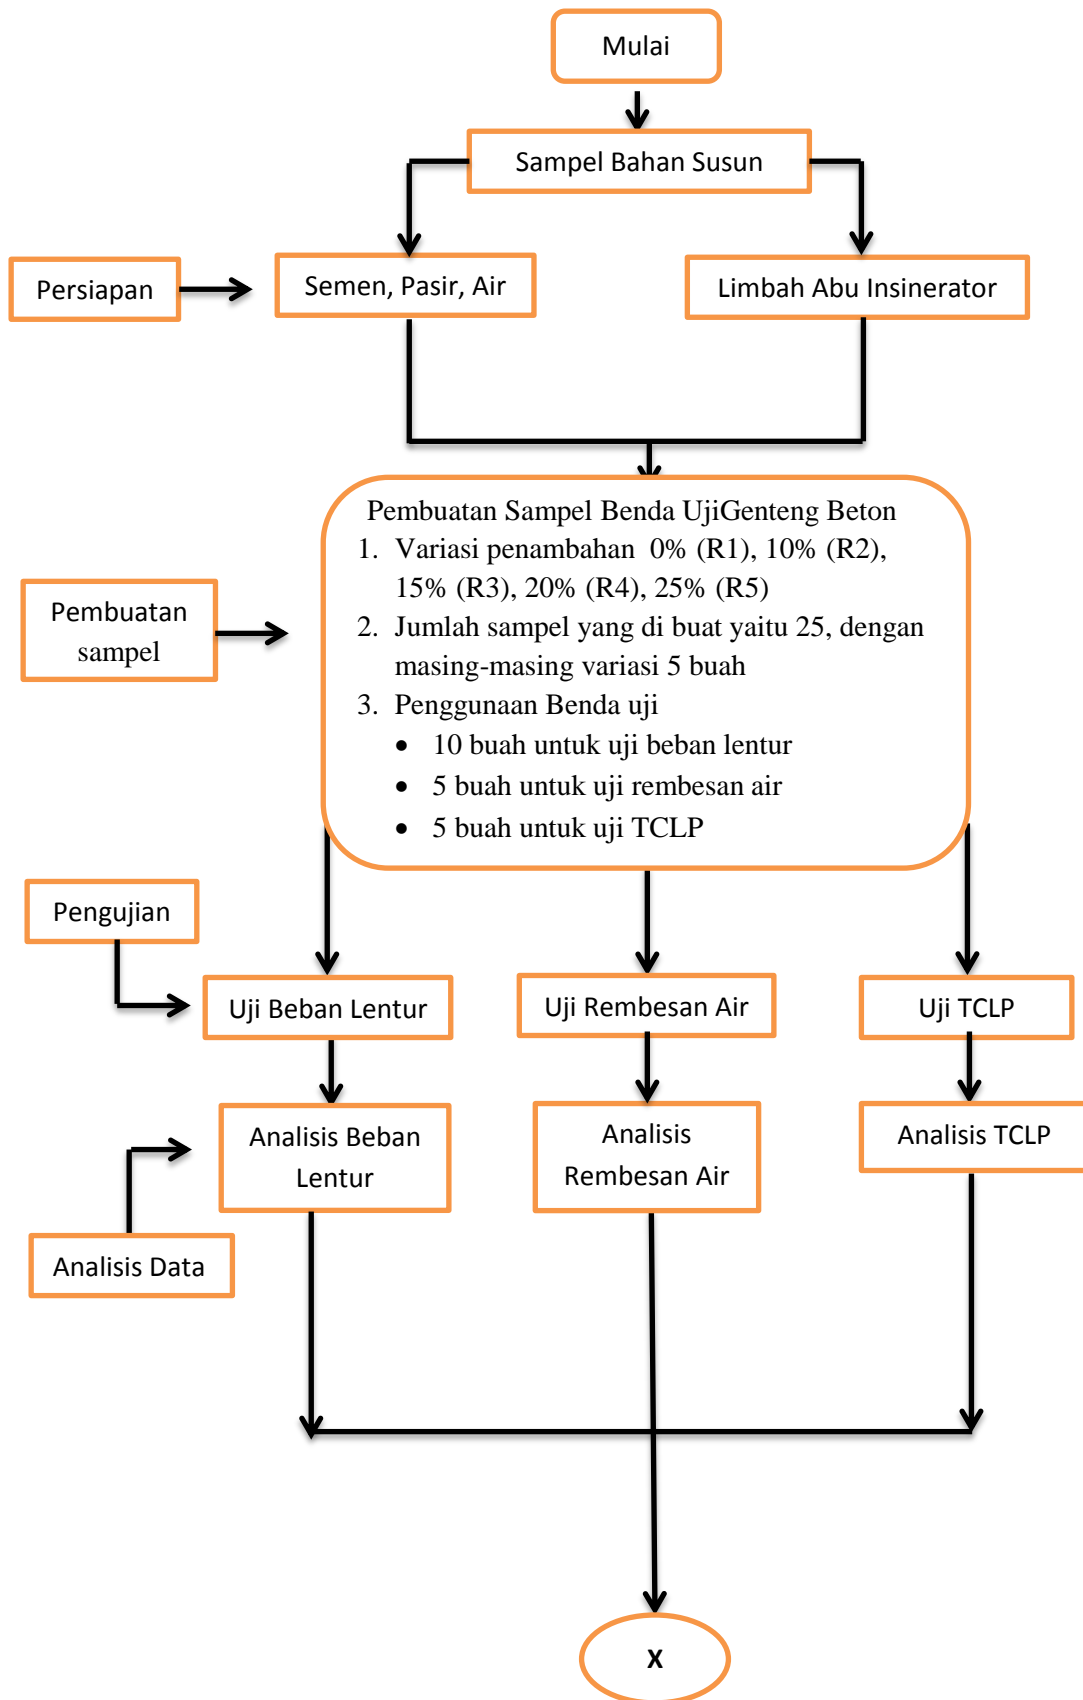 Mulai
Sampel Bahan Susun
Persiapan
Semen, Pasir, Air
Limbah Abu Insinerator
Pembuatan Sampel Benda UjiGenteng Beton
1. Variasi penambahan 0% (R1), 10% (R2),
15% (R3), 20% (R4), 25% (R5)
2. Jumlah sampel yang di buat yaitu 25, dengan
masing-masing variasi 5 buah
3. Penggunaan Benda uji
• 10 buah untuk uji beban lentur
• 5 buah untuk uji rembesan air
• 5 buah untuk uji TCLP
Pembuatan
sampel
Pengujian
Uji Beban Lentur
Uji Rembesan Air
Uji TCLP
Analisis Beban
Lentur
Analisis
Rembesan Air
Analisis TCLP
Analisis Data
X